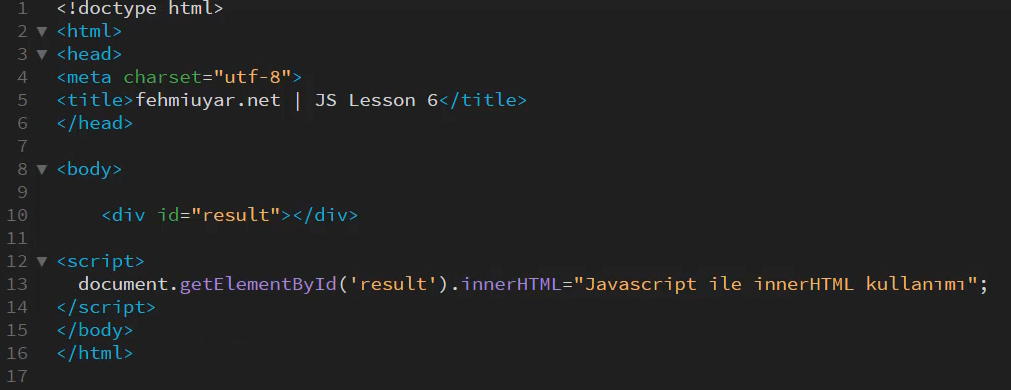 1 <!doctype html>
2 <html>
3 <head>
4 <meta charset="utf-8">
5 <title>fehmiuyar.net | JS Lesson 6</title>
6 </head>
7
8 <body>
9
10 <div id="result"></div>
11
12 <script>
13 document.getElementById('result').innerHTML="Javascript ile innerHTML kullanımı";
14 </script>
15 </body>
16 </html>
17